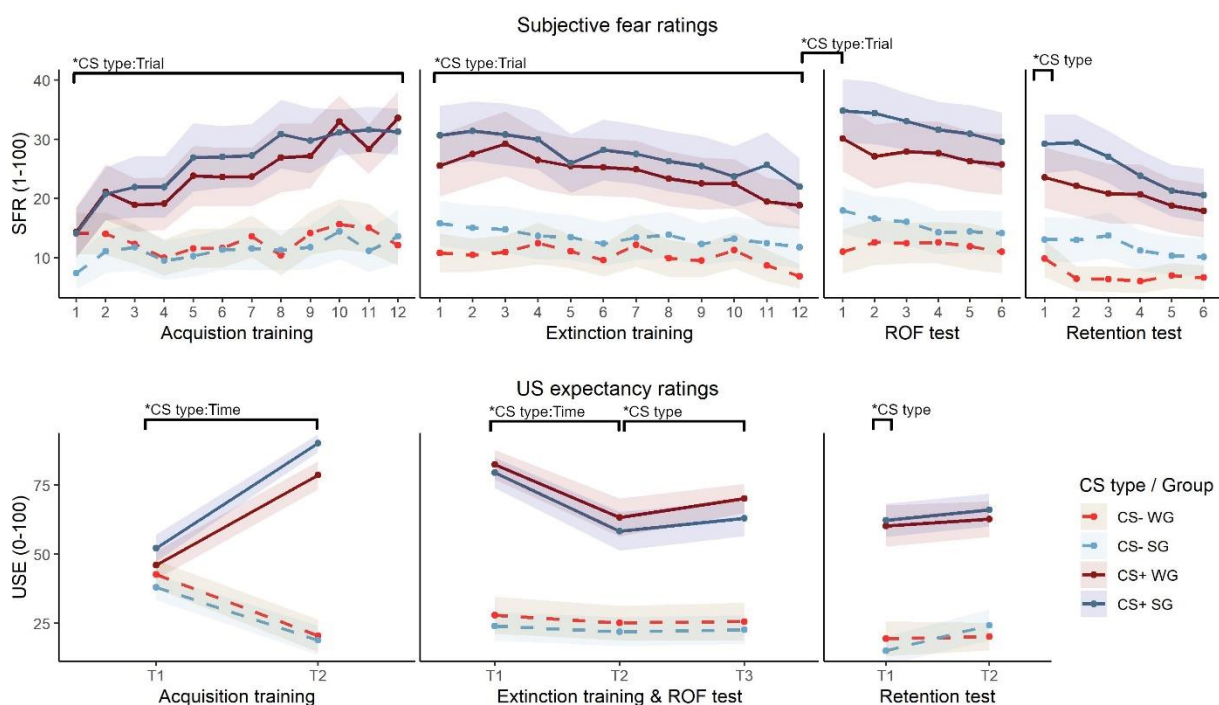 Subjective fear ratings
*CS type:Trial
*CS type:Trial
*CS type:Trial
*CS type
SFR (1-100)
40
30
20
10
1 2 3 4 5 6 7 8 9 10 11 12
1 2 3 4 5 6 7 8 9 10 11 12
1 2 3 4 5 6
1 2 3 4 5 6
Acquistion training
Extinction training
ROF test
Retention test
US expectancy ratings
*CS type:Time
*CS type:Time
*CS type
*CS type
USE (0-100)
75
50
25
T1 T2
T1 T2 T3
T1 T2
Acquisition training
Extinction training & ROF test
Retention test
CS type / Group
CS- WG
CS- SG
CS+ WG
CS+ SG